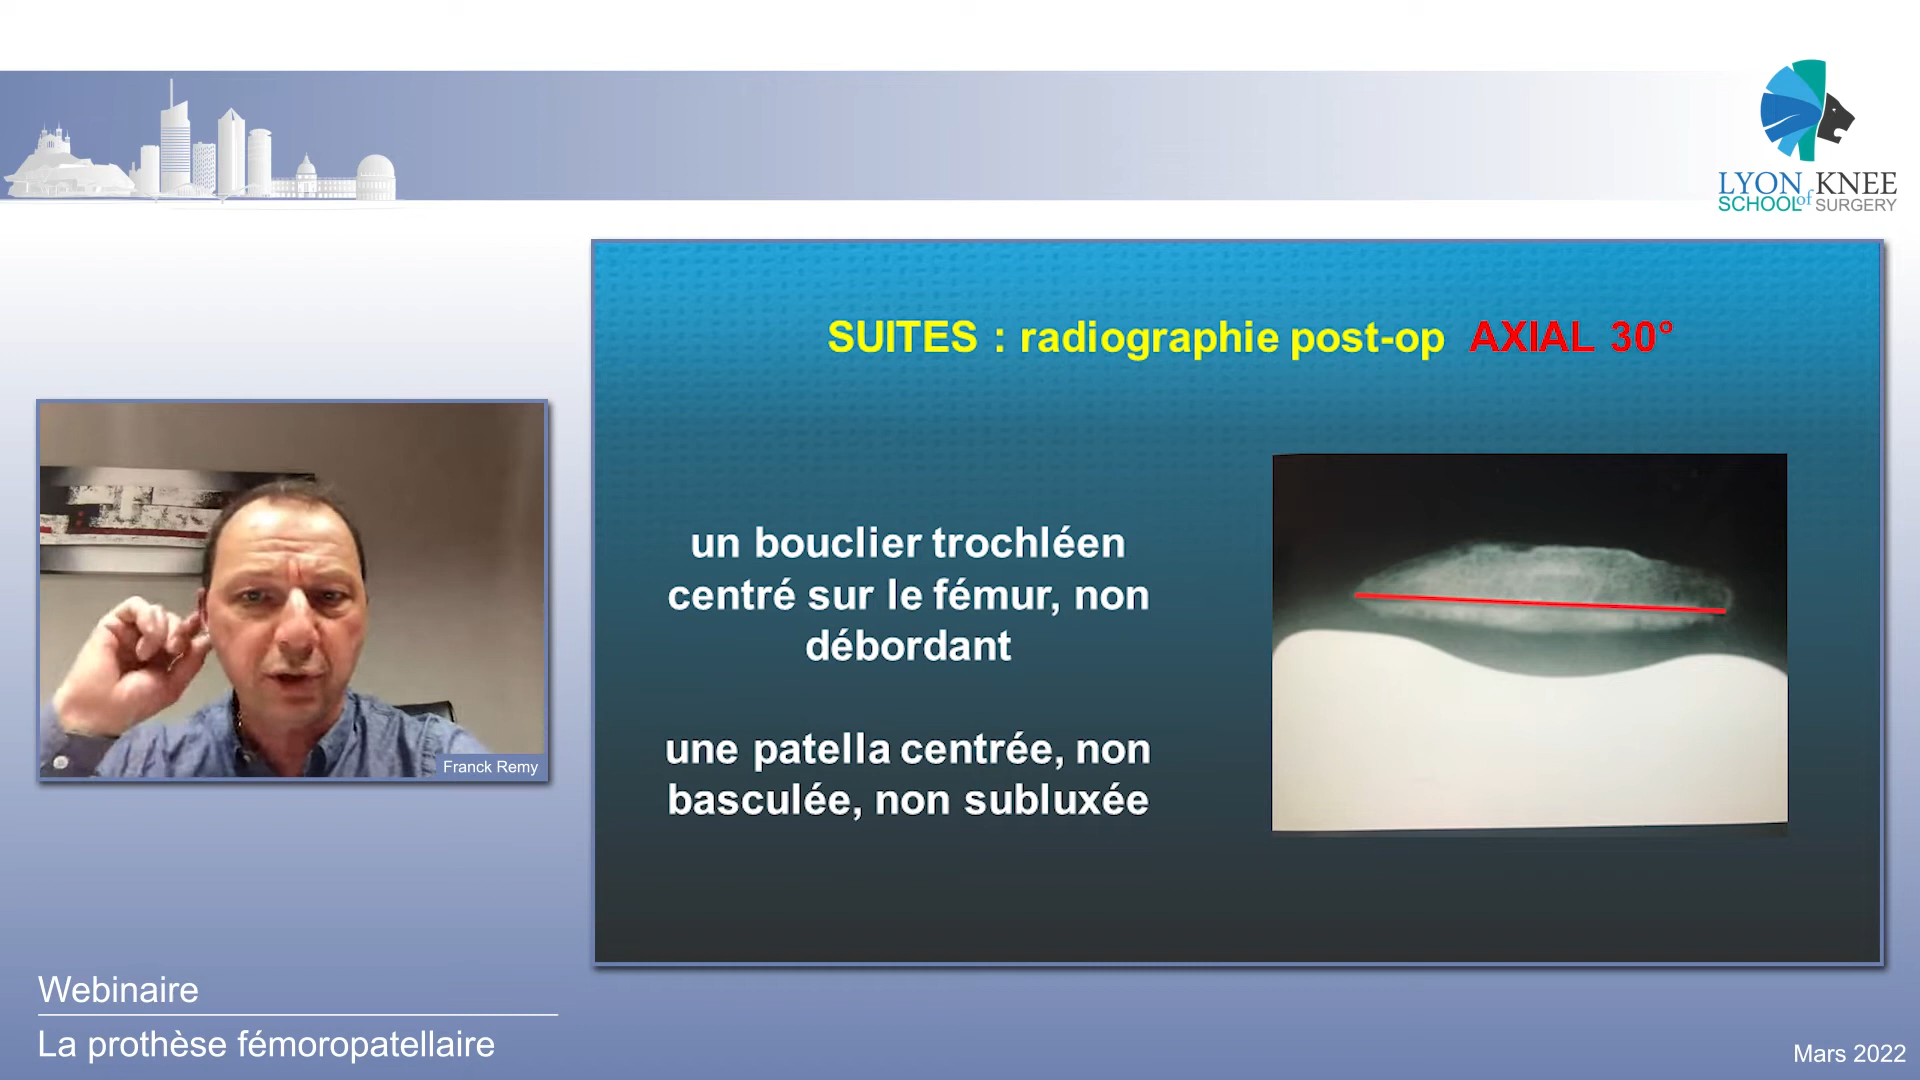 LYON KNEE
SCHOOL of SURGERY
SUITES : radiographie post-op AXIAL 30°
un bouclier trochléen
centré sur le fémur, non
débordant
une patella centrée, non
basculée, non subluxée
Franck Remy
Webinaire
La prothèse fémoropatellaire
Mars 2022